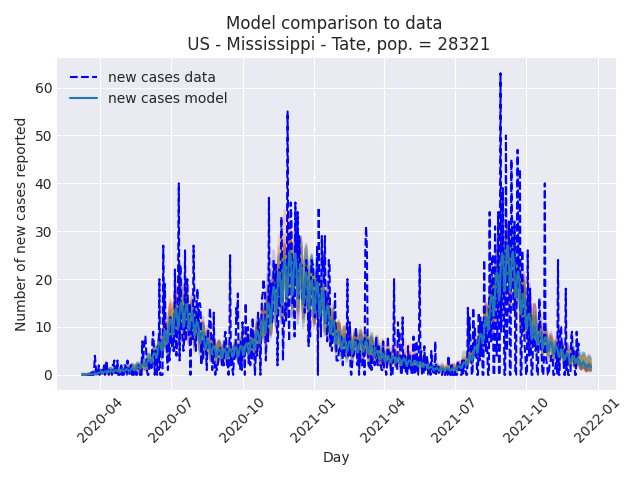 Model comparison to data
US - Mississippi - Tate, pop. = 28321
new cases data
new cases model
Number of new cases reported
60
50
40
30
20
10
0
2020-04
2020-07
2020-10
2021-01
2021-04
2021-07
2021-10
2022-01
Day